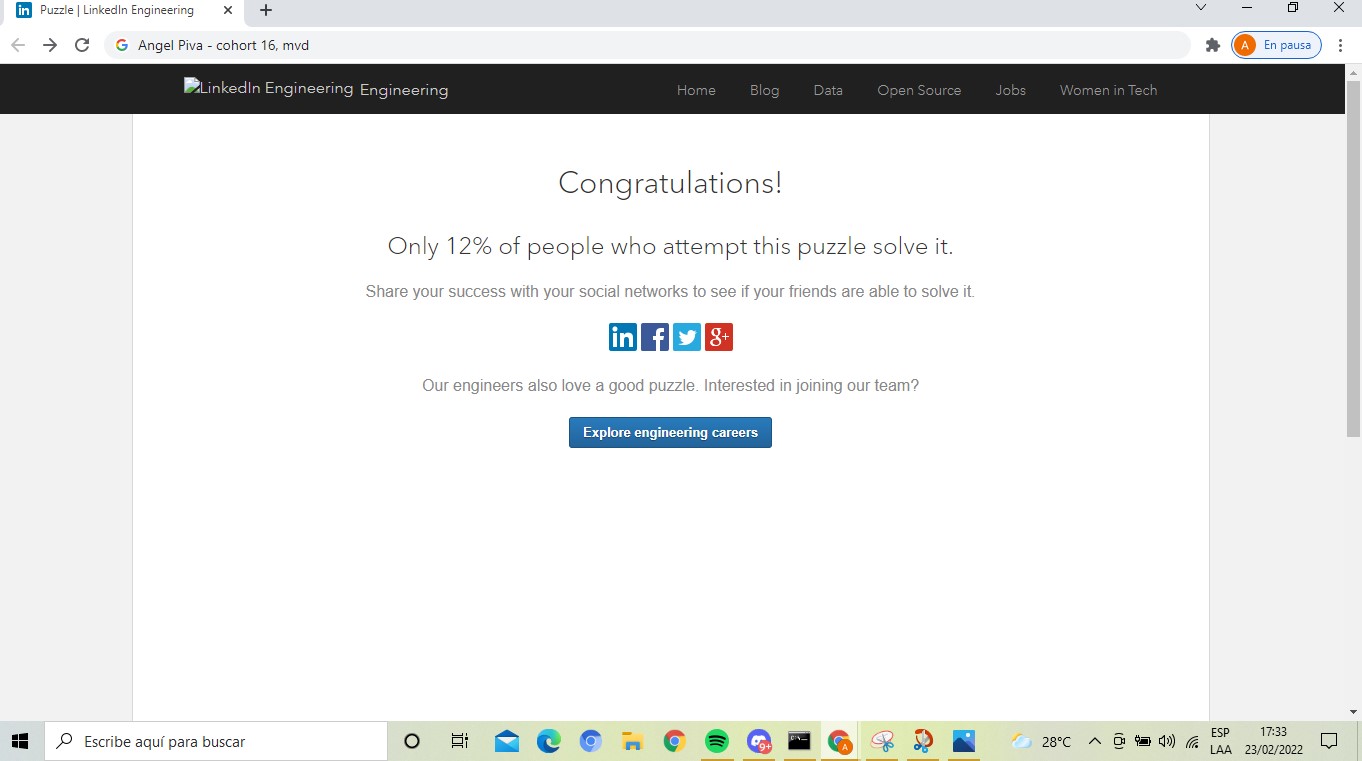 Puzzle | LinkedIn Engineering
Angel Piva - cohort 16, mvd
A
En pausa
LinkedIn Engineering Engineering
Home Blog Data Open Source Jobs Women in Tech
Congratulations!
Only 12% of people who attempt this puzzle solve it.
Share your success with your social networks to see if your friends are able to solve it.
in f g+
Our engineers also love a good puzzle. Interested in joining our team?
Explore engineering careers
Escribe aquí para buscar
9+
A
28°C
ESP
LAA
17:33
23/02/2022